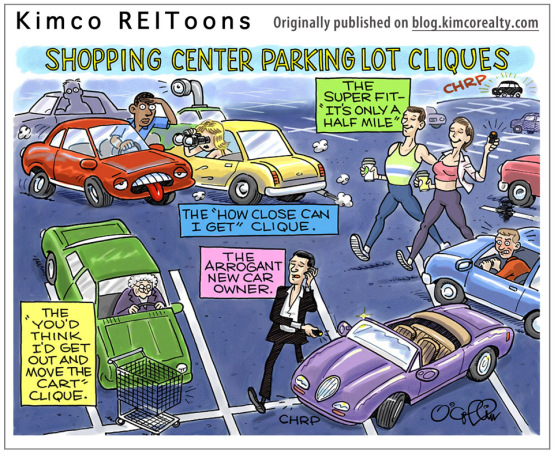 Kimco REIToons
Originally published on blog.kimcorealty.com
SHOPPING CENTER PARKING LOT CLIQUES
CHRP
THE
SUPER FIT-
"IT'S ONLY A
HALF MILE"
THE "HOW CLOSE CAN
I GET" CLIQUE.
THE
ARROGANT
NEW CAR
OWNER.
"THE
YOU'D
THINK
I'D GET
OUT AND
MOVE THE
CART"
CLIQUE.
CHRP